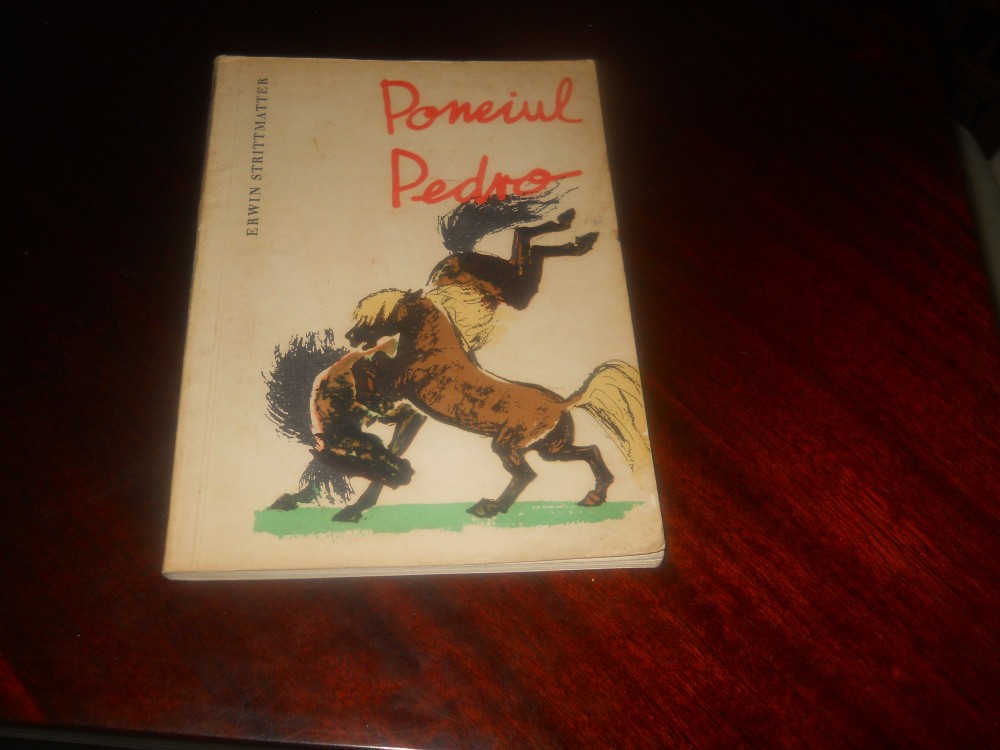 ERWIN STRITTMATTER
Poneiul
Pedro